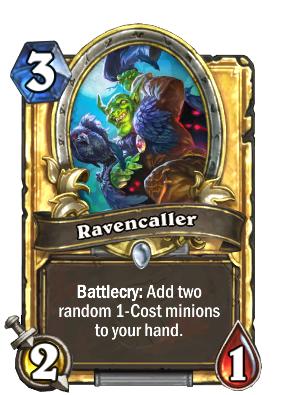 3
Ravencaller
Battlecry: Add two
random 1-Cost minions
to your hand.
2
1